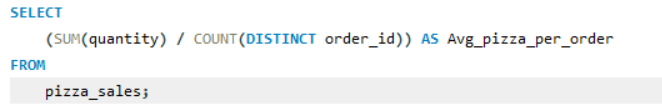 SELECT
(SUM(quantity) / COUNT(DISTINCT order_id)) AS Avg_pizza_per_order
FROM
pizza_sales;